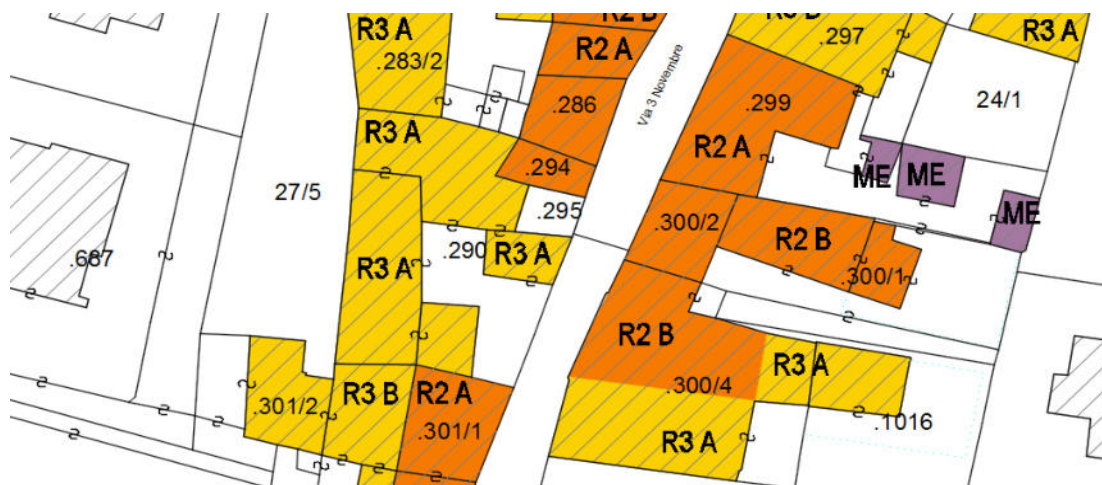 R2 B
R3 B
R3 A
R2 A
.297
R3 A
.283/2
Via 3 Novembre
.286
.299
24/1
R3 A
R2 A
.294
ME
ME
27/5
.295
ME
.300/2
.290
R3 A
R2 B
.687
R3 A
.300/1
R2 B
R3 A
.300/4
R3 B
R2 A
.301/2
.301/1
.1016
R3 A